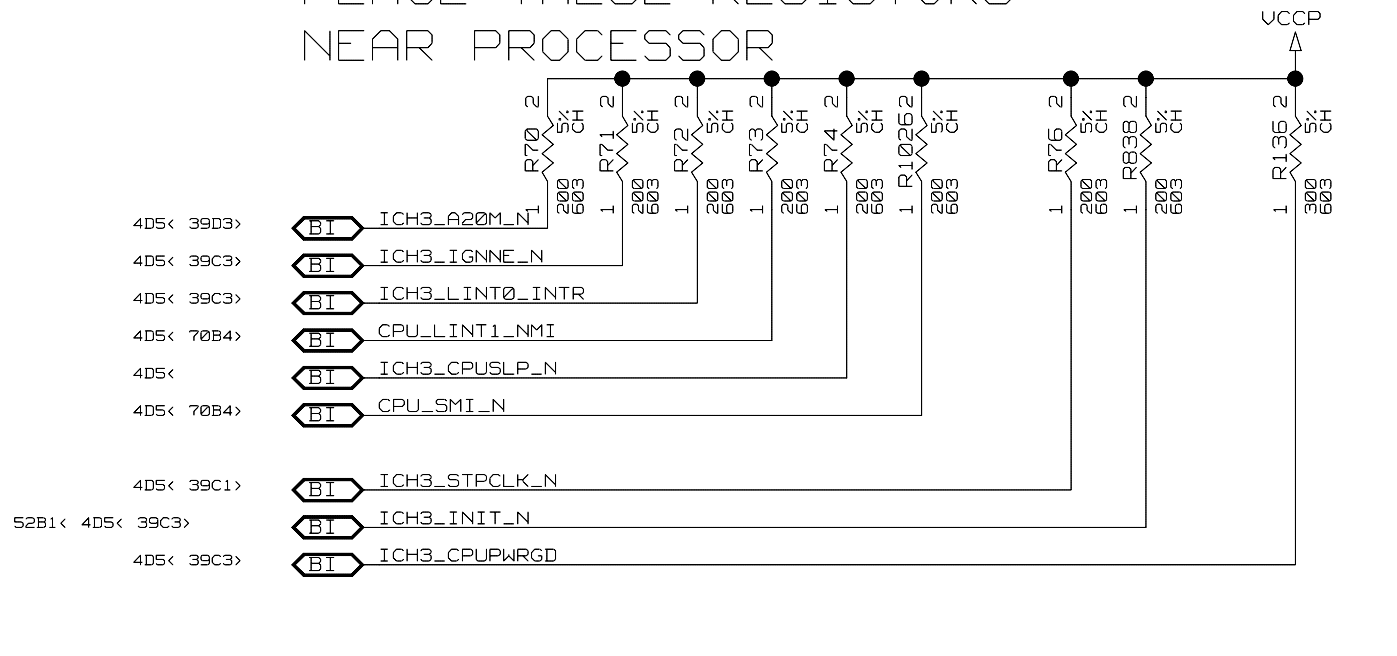 PLACE THESE RESISTORS
NEAR PROCESSOR
VCCP
R70 1 2 5% CH 200 603
R71 1 2 5% CH 200 603
R72 1 2 5% CH 200 603
R73 1 2 5% CH 200 603
R74 1 2 5% CH 200 603
R1026 1 2 5% CH 200 603
R76 1 2 5% CH 200 603
R838 1 2 5% CH 200 603
R136 1 2 5% CH 300 603
4D5< 39D3> BI ICH3_A20M_N
4D5< 39C3> BI ICH3_IGNNE_N
4D5< 39C3> BI ICH3_LINT0_INTR
4D5< 70B4> BI CPU_LINT1_NMI
4D5< BI ICH3_CPUSLP_N
4D5< 70B4> BI CPU_SMI_N
4D5< 39C1> BI ICH3_STPCLK_N
52B1< 4D5< 39C3> BI ICH3_INIT_N
4D5< 39C3> BI ICH3_CPUPWRGD